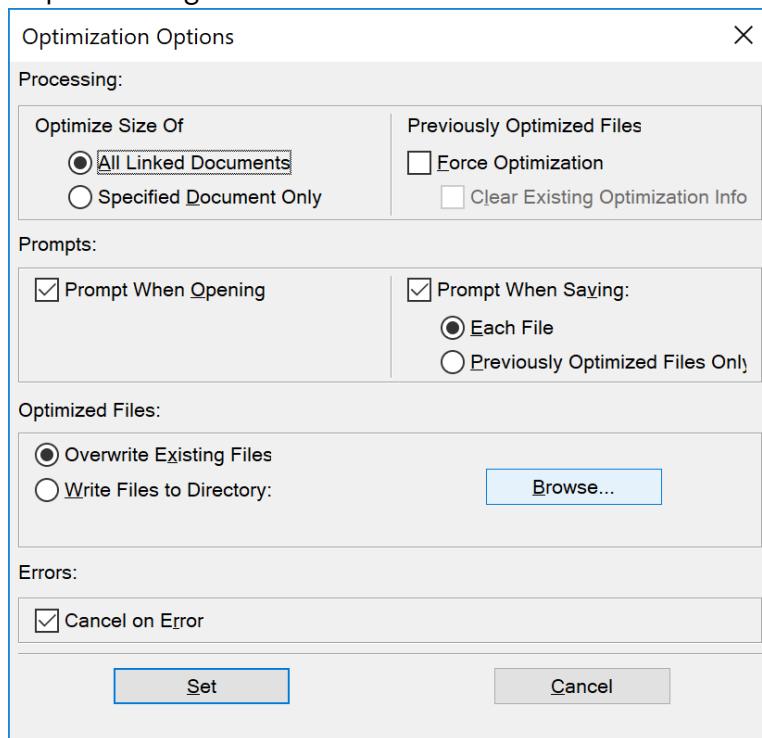 Optimization Options
Processing:
Optimize Size Of
All Linked Documents
Specified Document Only
Previously Optimized Files
Force Optimization
Clear Existing Optimization Info
Prompts:
Prompt When Opening
Prompt When Saving:
Each File
Previously Optimized Files Only
Optimized Files:
Overwrite Existing Files
Write Files to Directory:
Browse...
Errors:
Cancel on Error
Set
Cancel